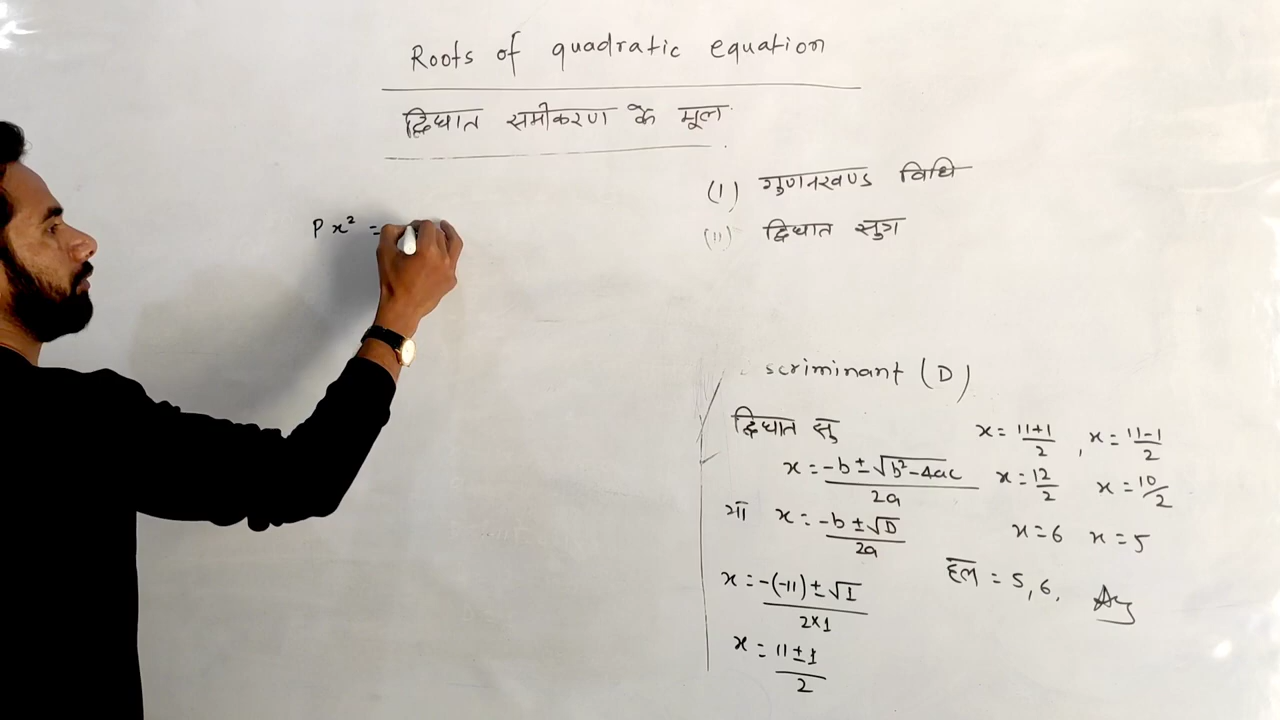 Roots of quadratic equation
द्विघात समीकरण के मूल
(I) गुणनखण्ड विधि
(II) द्विघात सुत्र
P x² =
scriminant (D)
द्विघात सु
x = -b ± √b²-4ac / 2a
याँ x = -b ± √D / 2a
x = -(-11) ± √1 / 2×1
x = 11 ± 1 / 2
x = 11+1 / 2 , x = 11-1 / 2
x = 12 / 2 x = 10/2
x = 6 x = 5
हल = 5, 6,